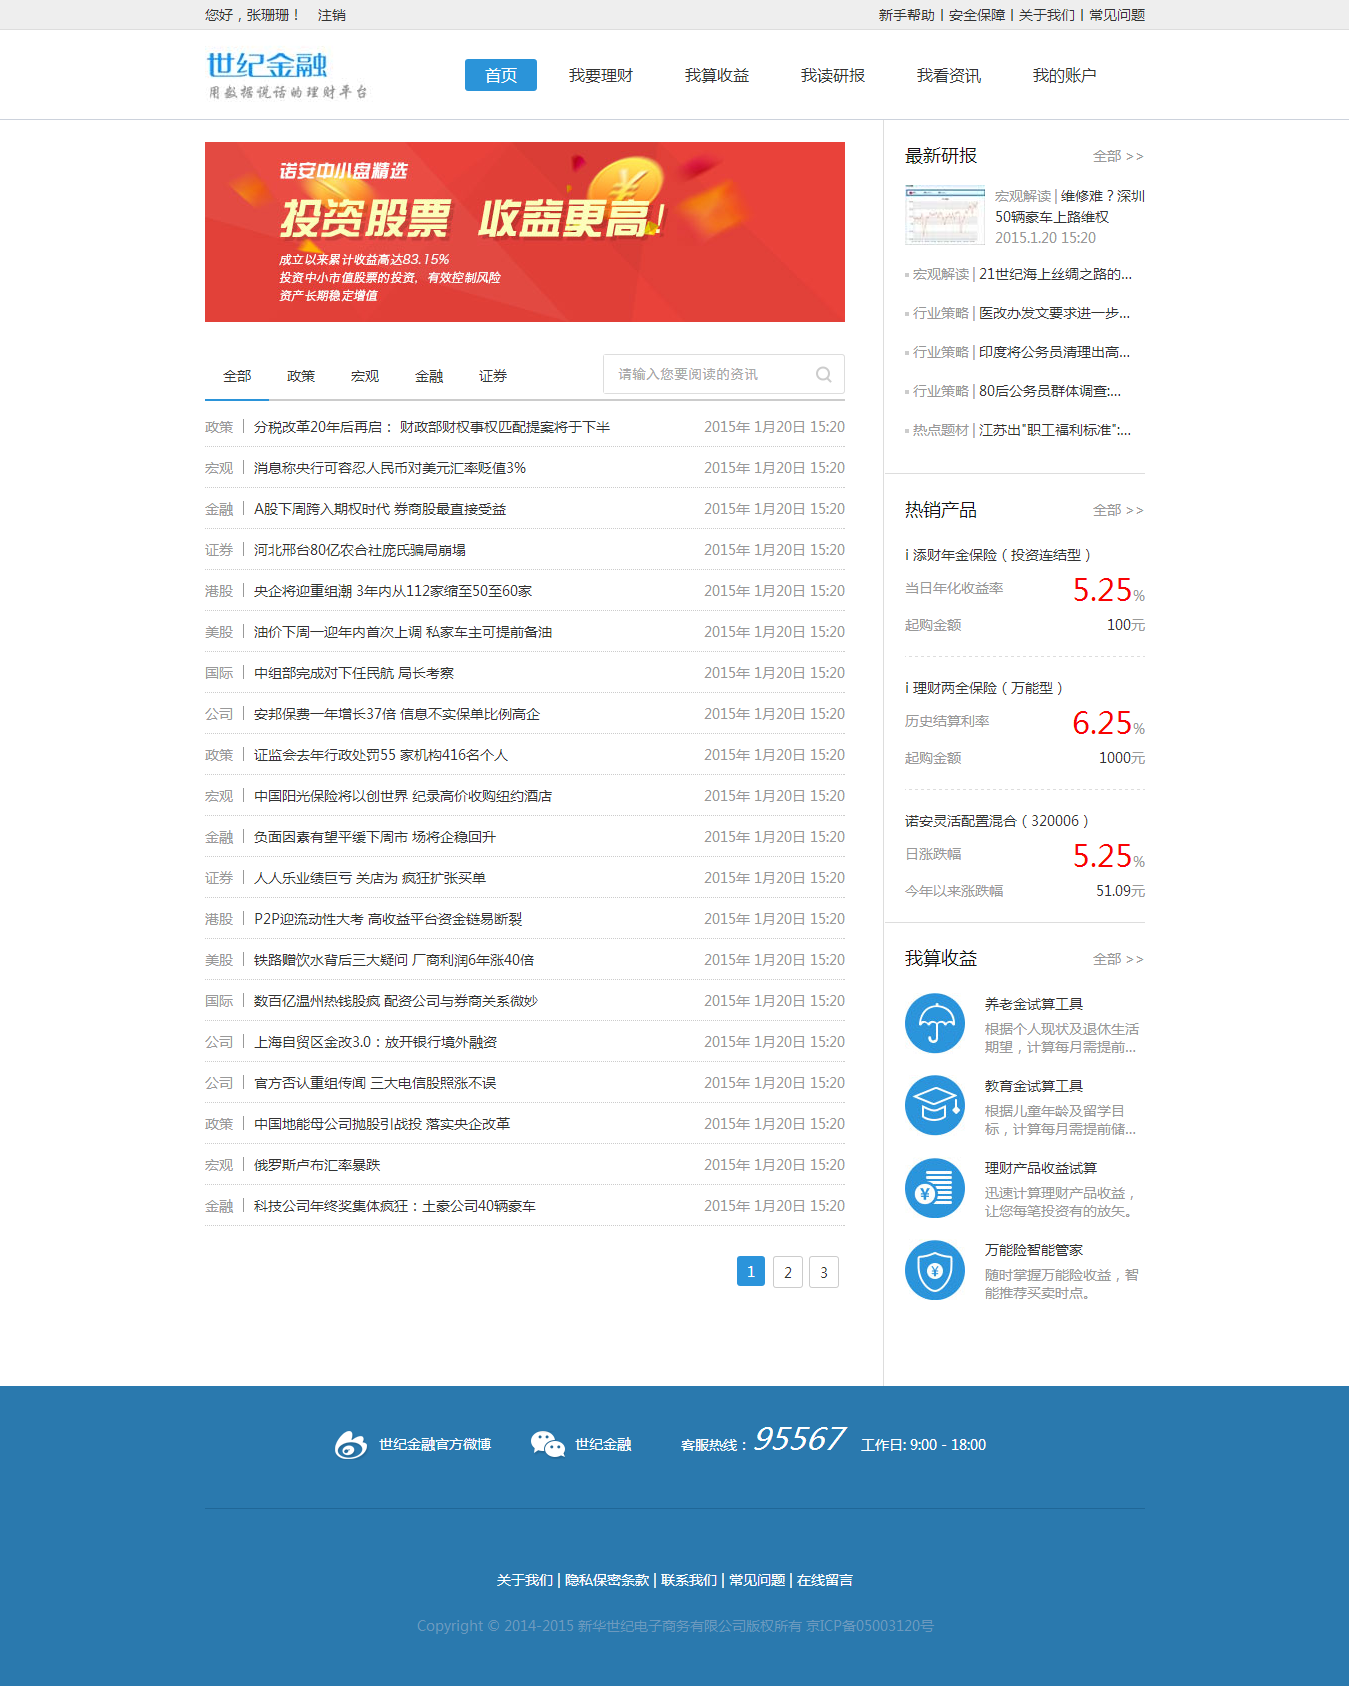 您好，张珊珊！ 注销
新手帮助 | 安全保障 | 关于我们 | 常见问题
世纪金融
用数据说话的理财平台
首页 我要理财 我算收益 我读研报 我看资讯 我的账户
诺安中小盘精选
投资股票 收益更高!
成立以来累计收益高达83.15%
投资中小市值股票的投资，有效控制风险
资产长期稳定增值
全部 政策 宏观 金融 证券
请输入您要阅读的资讯
政策 | 分税改革20年后再启： 财政部财权事权匹配提案将于下半 2015年 1月20日 15:20
宏观 | 消息称央行可容忍人民币对美元汇率贬值3% 2015年 1月20日 15:20
金融 | A股下周跨入期权时代 券商股最直接受益 2015年 1月20日 15:20
证券 | 河北邢台80亿农合社庞氏骗局崩塌 2015年 1月20日 15:20
港股 | 央企将迎重组潮 3年内从112家缩至50至60家 2015年 1月20日 15:20
美股 | 油价下周一迎年内首次上调 私家车主可提前备油 2015年 1月20日 15:20
国际 | 中组部完成对下任民航 局长考察 2015年 1月20日 15:20
公司 | 安邦保费一年增长37倍 信息不实保单比例高企 2015年 1月20日 15:20
政策 | 证监会去年行政处罚55 家机构416名个人 2015年 1月20日 15:20
宏观 | 中国阳光保险将以创世界 纪录高价收购纽约酒店 2015年 1月20日 15:20
金融 | 负面因素有望平缓下周市 场将企稳回升 2015年 1月20日 15:20
证券 | 人人乐业绩巨亏 关店为 疯狂扩张买单 2015年 1月20日 15:20
港股 | P2P迎流动性大考 高收益平台资金链易断裂 2015年 1月20日 15:20
美股 | 铁路赠饮水背后三大疑问 厂商利润6年涨40倍 2015年 1月20日 15:20
国际 | 数百亿温州热钱股疯 配资公司与券商关系微妙 2015年 1月20日 15:20
公司 | 上海自贸区金改3.0：放开银行境外融资 2015年 1月20日 15:20
公司 | 官方否认重组传闻 三大电信股照涨不误 2015年 1月20日 15:20
政策 | 中国地能母公司抛股引战投 落实央企改革 2015年 1月20日 15:20
宏观 | 俄罗斯卢布汇率暴跌 2015年 1月20日 15:20
金融 | 科技公司年终奖集体疯狂：土豪公司40辆豪车 2015年 1月20日 15:20
1 2 3
最新研报 全部 >>
宏观解读 | 维修难？深圳
50辆豪车上路维权
2015.1.20 15:20
宏观解读 | 21世纪海上丝绸之路的...
行业策略 | 医改办发文要求进一步...
行业策略 | 印度将公务员清理出高...
行业策略 | 80后公务员群体调查:...
热点题材 | 江苏出"职工福利标准":...
热销产品 全部 >>
i 添财年金保险（投资连结型）
当日年化收益率 5.25%
起购金额 100元
i 理财两全保险（万能型）
历史结算利率 6.25%
起购金额 1000元
诺安灵活配置混合（320006）
日涨跌幅 5.25%
今年以来涨跌幅 51.09元
我算收益 全部 >>
养老金试算工具
根据个人现状及退休生活
期望，计算每月需提前...
教育金试算工具
根据儿童年龄及留学目
标，计算每月需提前储...
理财产品收益试算
迅速计算理财产品收益，
让您每笔投资有的放矢。
万能险智能管家
随时掌握万能险收益，智
能推荐买卖时点。
世纪金融官方微博 世纪金融 客服热线：95567 工作日: 9:00 - 18:00
关于我们 | 隐私保密条款 | 联系我们 | 常见问题 | 在线留言
Copyright © 2014-2015 新华世纪电子商务有限公司版权所有 京ICP备05003120号